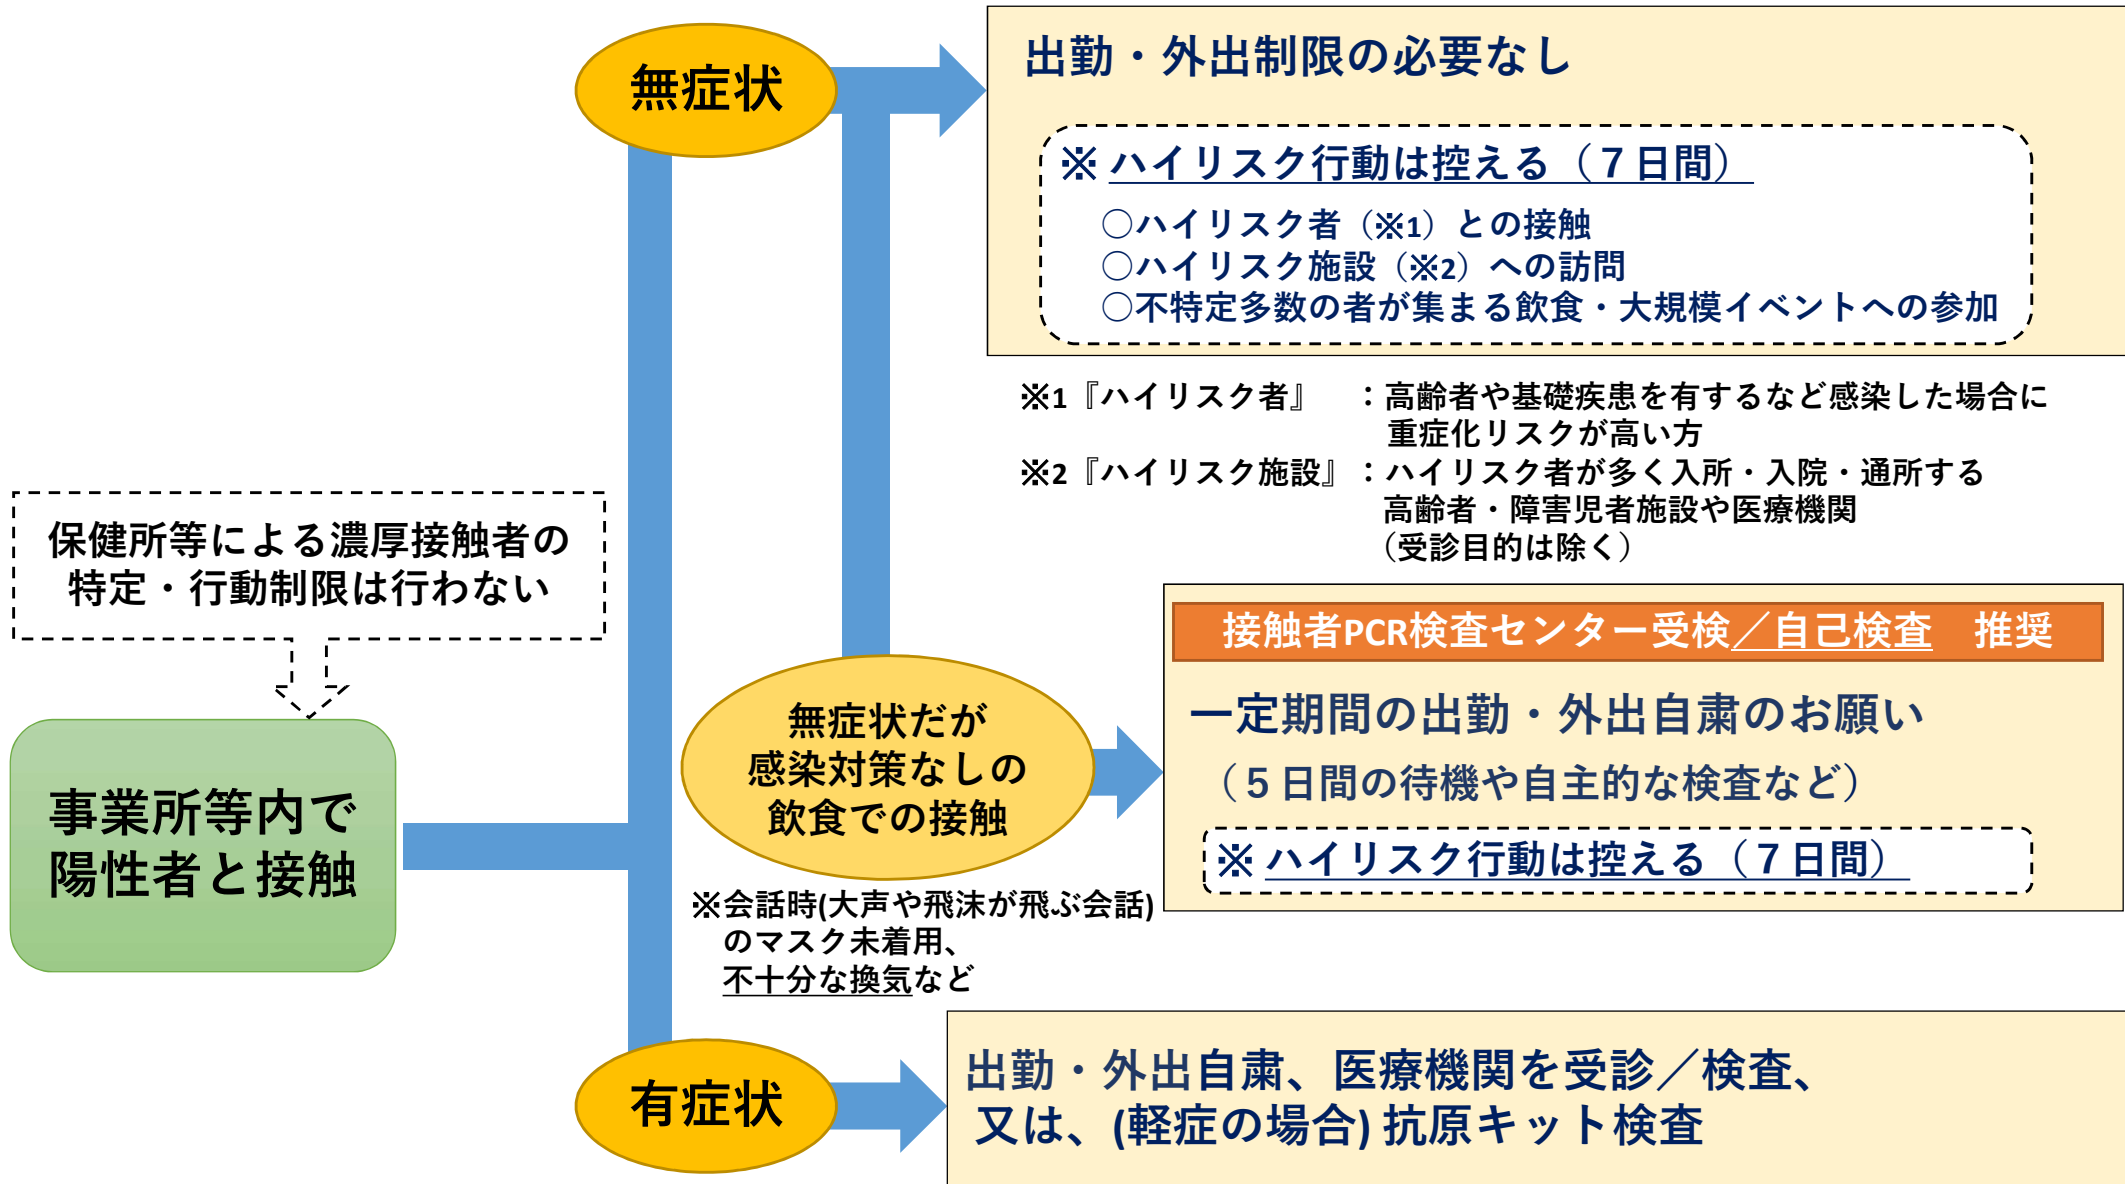 無症状
出勤・外出制限の必要なし
※ ハイリスク行動は控える（７日間）
○ハイリスク者（※1）との接触
○ハイリスク施設（※2）への訪問
○不特定多数の者が集まる飲食・大規模イベントへの参加
※1『ハイリスク者』　：高齢者や基礎疾患を有するなど感染した場合に
重症化リスクが高い方
※2『ハイリスク施設』：ハイリスク者が多く入所・入院・通所する
高齢者・障害児者施設や医療機関
（受診目的は除く）
保健所等による濃厚接触者の
特定・行動制限は行わない
事業所等内で
陽性者と接触
無症状だが
感染対策なしの
飲食での接触
※会話時(大声や飛沫が飛ぶ会話)
のマスク未着用、
不十分な換気など
接触者PCR検査センター受検／自己検査　推奨
一定期間の出勤・外出自粛のお願い
（５日間の待機や自主的な検査など）
※ ハイリスク行動は控える（７日間）
有症状
出勤・外出自粛、医療機関を受診／検査、
又は、(軽症の場合) 抗原キット検査